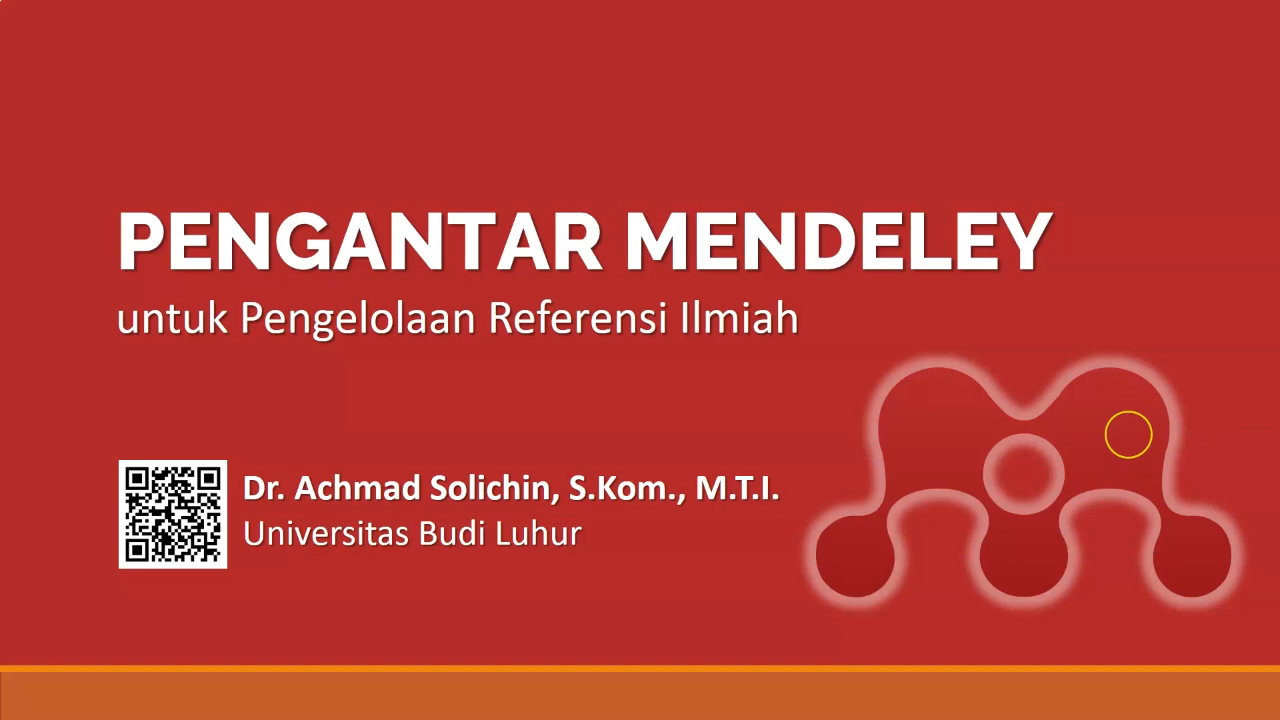 PENGANTAR MENDELEY
untuk Pengelolaan Referensi Ilmiah
Dr. Achmad Solichin, S.Kom., M.T.I.
Universitas Budi Luhur